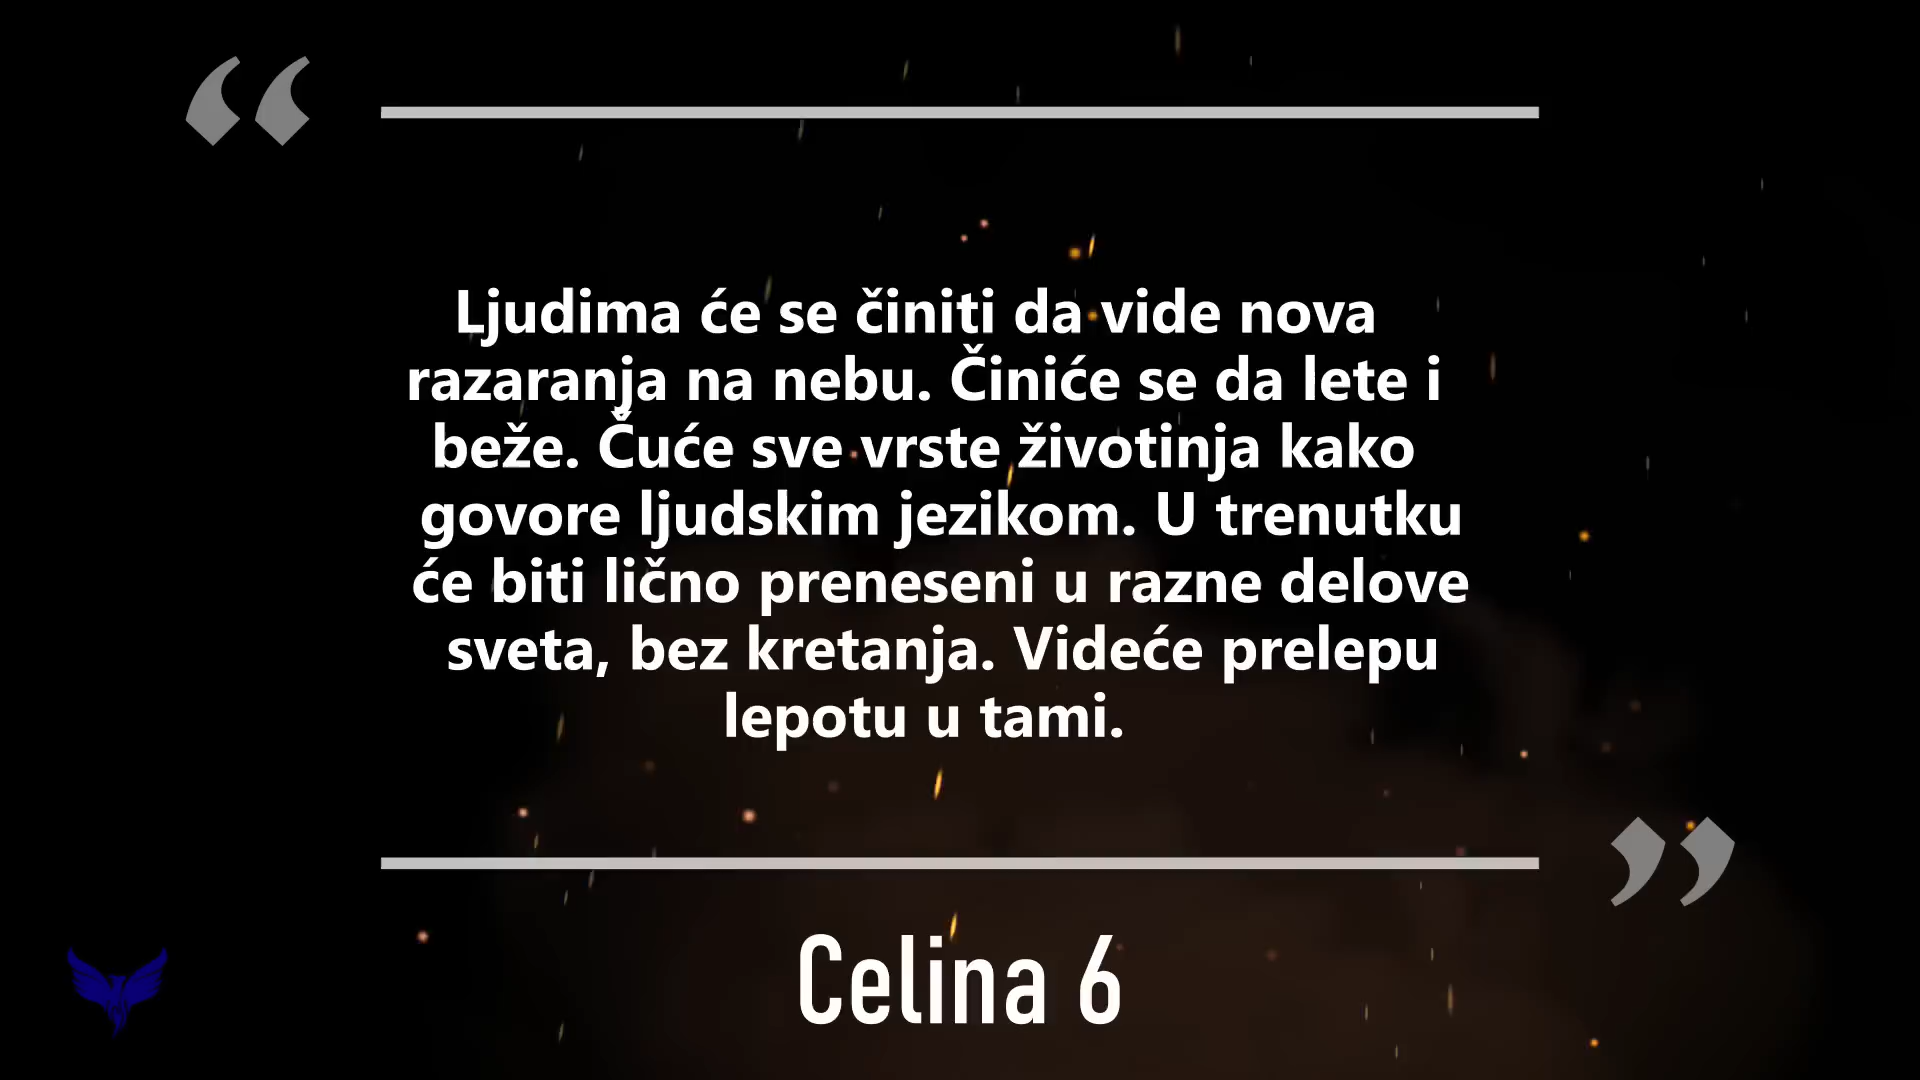 “
Ljudima će se činiti da vide nova
razaranja na nebu. Činiće se da lete i
beže. Čuće sve vrste životinja kako
govore ljudskim jezikom. U trenutku
će biti lično preneseni u razne delove
sveta, bez kretanja. Videće prelepu
lepotu u tami.
”
Celina 6